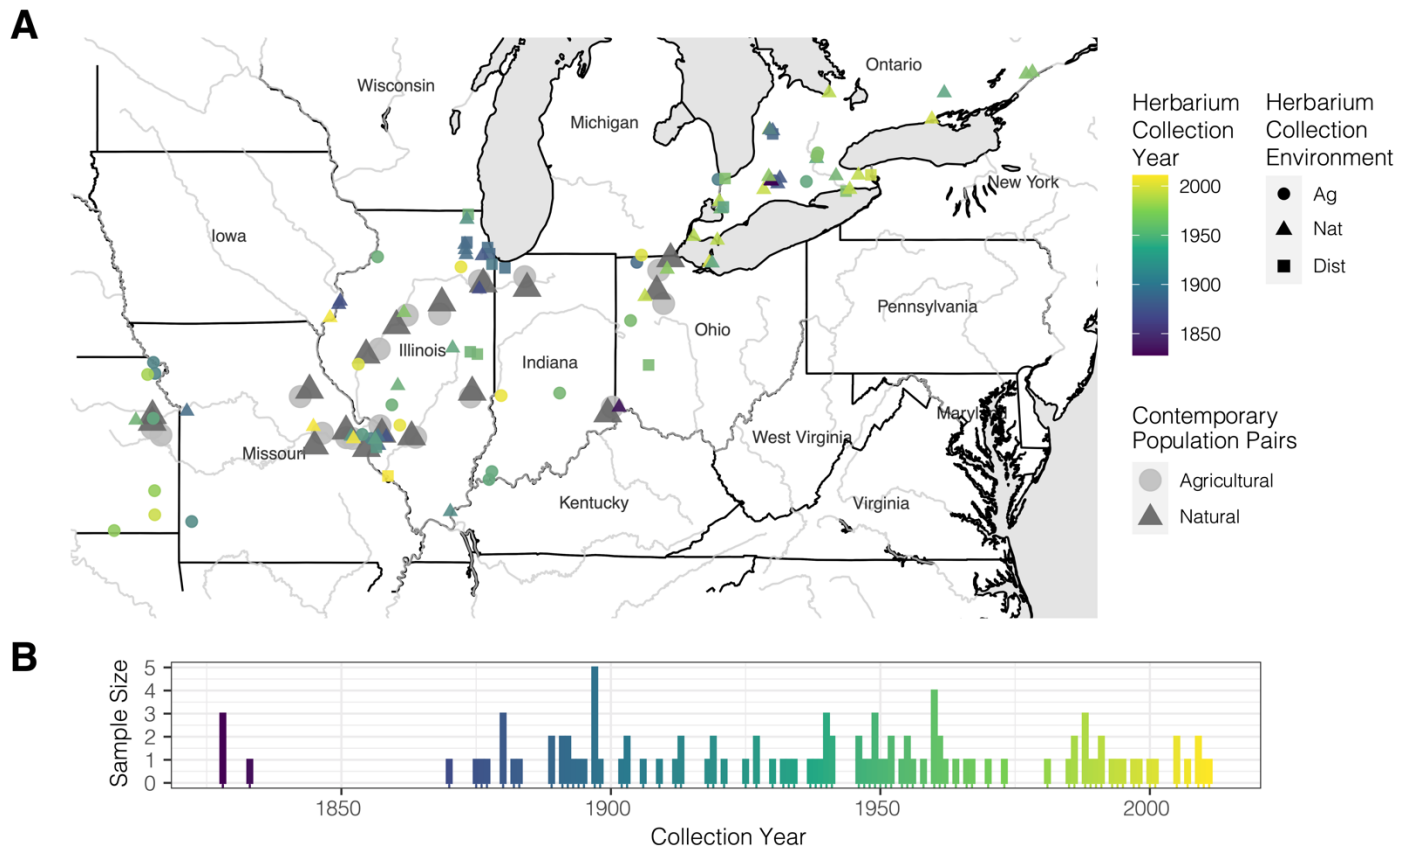 A
Wisconsin
Michigan
Ontario
New York
Iowa
Illinois
Indiana
Ohio
Pennsylvania
Maryland
Missouri
West Virginia
Kentucky
Virginia
Herbarium
Collection
Year
2000
1950
1900
1850
Herbarium
Collection
Environment
Ag
Nat
Dist
Contemporary
Population Pairs
Agricultural
Natural
B
Sample Size
5
4
3
2
1
0
1850
1900
1950
2000
Collection Year